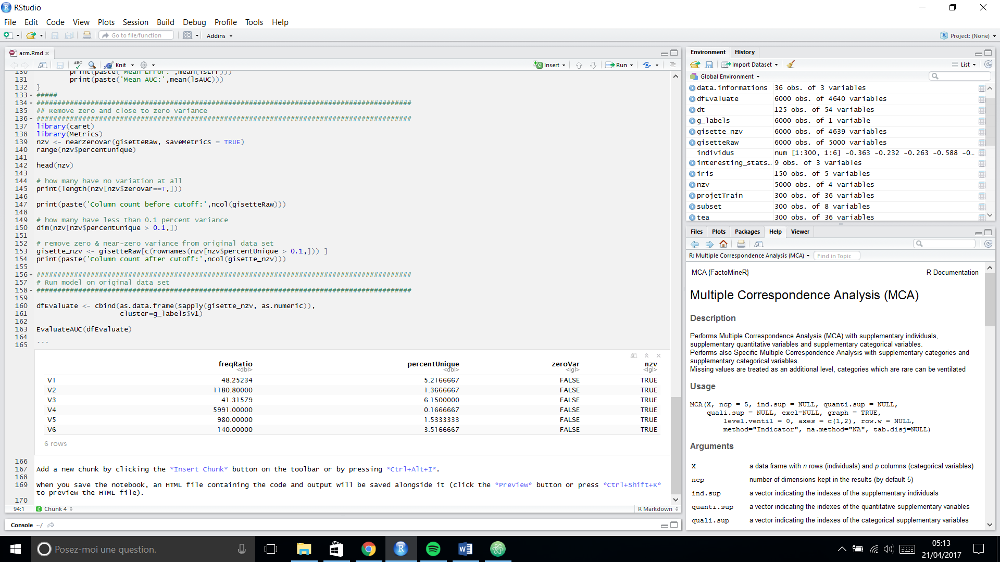 RStudio
File Edit Code View Plots Session Build Debug Profile Tools Help
Go to file/function Addins Project: (None)
acm.Rmd
ABC Knit Insert Run
130 print(paste('Mean Error: ',mean(lsErr)))
131 print(paste('Mean AUC:',mean(lsAUC)))
132 }
133 #####
134 ##########################################################################################
135 ## Remove zero and close to zero variance
136 ##########################################################################################
137 library(caret)
138 library(Metrics)
139 nzv <- nearZeroVar(gisetteRaw, saveMetrics = TRUE)
140 range(nzv$percentUnique)
141
142 head(nzv)
143
144 # how many have no variation at all
145 print(length(nzv[nzv$zeroVar==T,]))
146
147 print(paste('Column count before cutoff:',ncol(gisetteRaw)))
148
149 # how many have less than 0.1 percent variance
150 dim(nzv[nzv$percentUnique > 0.1,])
151
152 # remove zero & near-zero variance from original data set
153 gisette_nzv <- gisetteRaw[c(rownames(nzv[nzv$percentUnique > 0.1,])) ]
154 print(paste('Column count after cutoff:',ncol(gisette_nzv)))
155
156 ##########################################################################################
157 # Run model on original data set
158 ##########################################################################################
159
160 dfEvaluate <- cbind(as.data.frame(sapply(gisette_nzv, as.numeric)),
161 cluster=g_labels$V1)
162
163 EvaluateAUC(dfEvaluate)
164
165 ```
freqRatio percentUnique zeroVar nzv
<dbl> <dbl> <lgl> <lgl>
V1 48.25234 5.2166667 FALSE TRUE
V2 1180.80000 1.3666667 FALSE TRUE
V3 41.31579 6.1500000 FALSE TRUE
V4 5991.00000 0.1666667 FALSE TRUE
V5 980.00000 1.5333333 FALSE TRUE
V6 140.00000 3.5166667 FALSE TRUE
6 rows
166
167 Add a new chunk by clicking the *Insert Chunk* button on the toolbar or by pressing *Ctrl+Alt+I*.
168
169 When you save the notebook, an HTML file containing the code and output will be saved alongside it (click the *Preview* button or press *Ctrl+Shift+K*
to preview the HTML file).
170
94:1 Chunk 4 R Markdown
Console ~/
Environment History
Import Dataset List
Global Environment
data.informations 36 obs. of 3 variables
dfEvaluate 6000 obs. of 4640 variables
dt 125 obs. of 54 variables
g_labels 6000 obs. of 1 variable
gisette_nzv 6000 obs. of 4639 variables
gisetteRaw 6000 obs. of 5000 variables
individus num [1:300, 1:6] -0.363 -0.232 -0.263 -0.588 -0...
interesting_stats... 9 obs. of 3 variables
iris 150 obs. of 5 variables
nzv 5000 obs. of 4 variables
projetTrain 300 obs. of 36 variables
subset 300 obs. of 8 variables
tea 300 obs. of 36 variables
Files Plots Packages Help Viewer
R: Multiple Correspondence Analysis (MCA) Find in Topic
MCA {FactoMineR} R Documentation
Multiple Correspondence Analysis (MCA)
Description
Performs Multiple Correspondence Analysis (MCA) with supplementary individuals,
supplementary quantitative variables and supplementary categorical variables.
Performs also Specific Multiple Correspondence Analysis with supplementary categories and
supplementary categorical variables.
Missing values are treated as an additional level, categories which are rare can be ventilated
Usage
MCA(X, ncp = 5, ind.sup = NULL, quanti.sup = NULL,
quali.sup = NULL, excl=NULL, graph = TRUE,
level.ventil = 0, axes = c(1,2), row.w = NULL,
method="Indicator", na.method="NA", tab.disj=NULL)
Arguments
X a data frame with n rows (individuals) and p columns (categorical variables)
ncp number of dimensions kept in the results (by default 5)
ind.sup a vector indicating the indexes of the supplementary individuals
quanti.sup a vector indicating the indexes of the quantitative supplementary variables
quali.sup a vector indicating the indexes of the categorical supplementary variables
Posez-moi une question.
05:13
21/04/2017